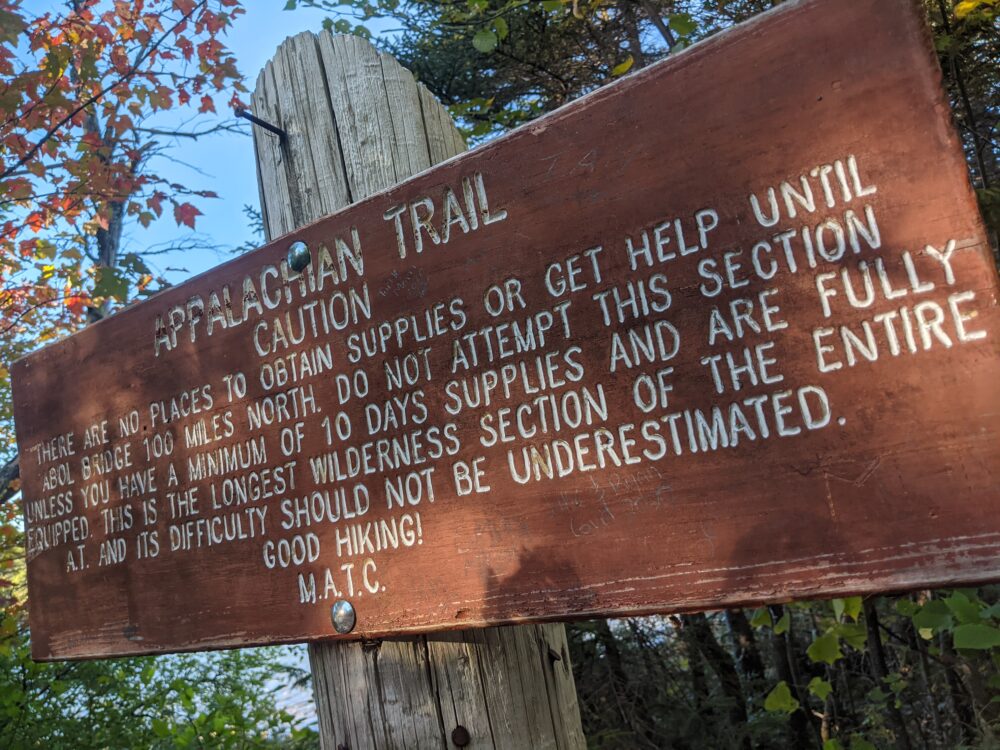 APPALACHIAN TRAIL
CAUTION
THERE ARE NO PLACES TO OBTAIN SUPPLIES OR GET HELP UNTIL
ABOL BRIDGE 100 MILES NORTH. DO NOT ATTEMPT THIS SECTION
UNLESS YOU HAVE A MINIMUM OF 10 DAYS SUPPLIES AND ARE FULLY
EQUIPPED. THIS IS THE LONGEST WILDERNESS SECTION OF THE ENTIRE
A.T. AND ITS DIFFICULTY SHOULD NOT BE UNDERESTIMATED.
GOOD HIKING!
M.A.T.C.